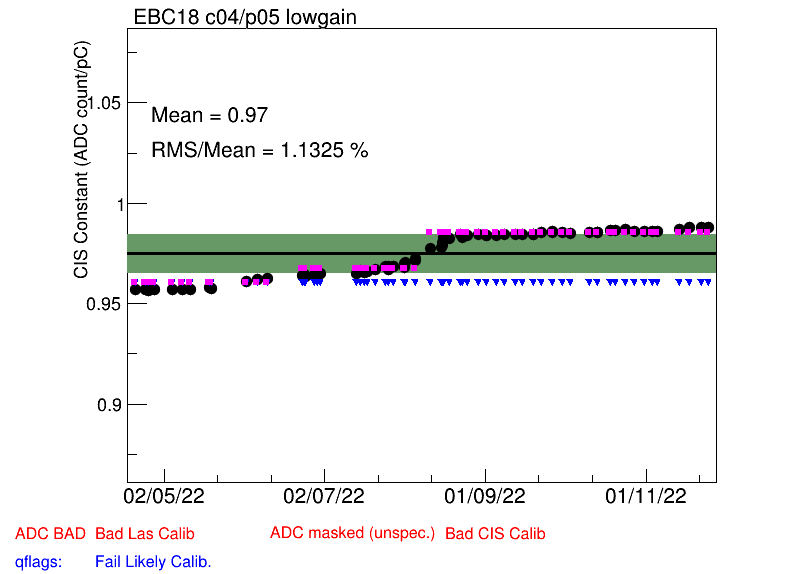 EBC18 c04/p05 lowgain
CIS Constant (ADC count/pC)
1.05
Mean = 0.97
RMS/Mean = 1.1325 %
1
0.95
0.9
02/05/22 02/07/22 01/09/22 01/11/22
ADC BAD Bad Las Calib ADC masked (unspec.) Bad CIS Calib
qflags: Fail Likely Calib.